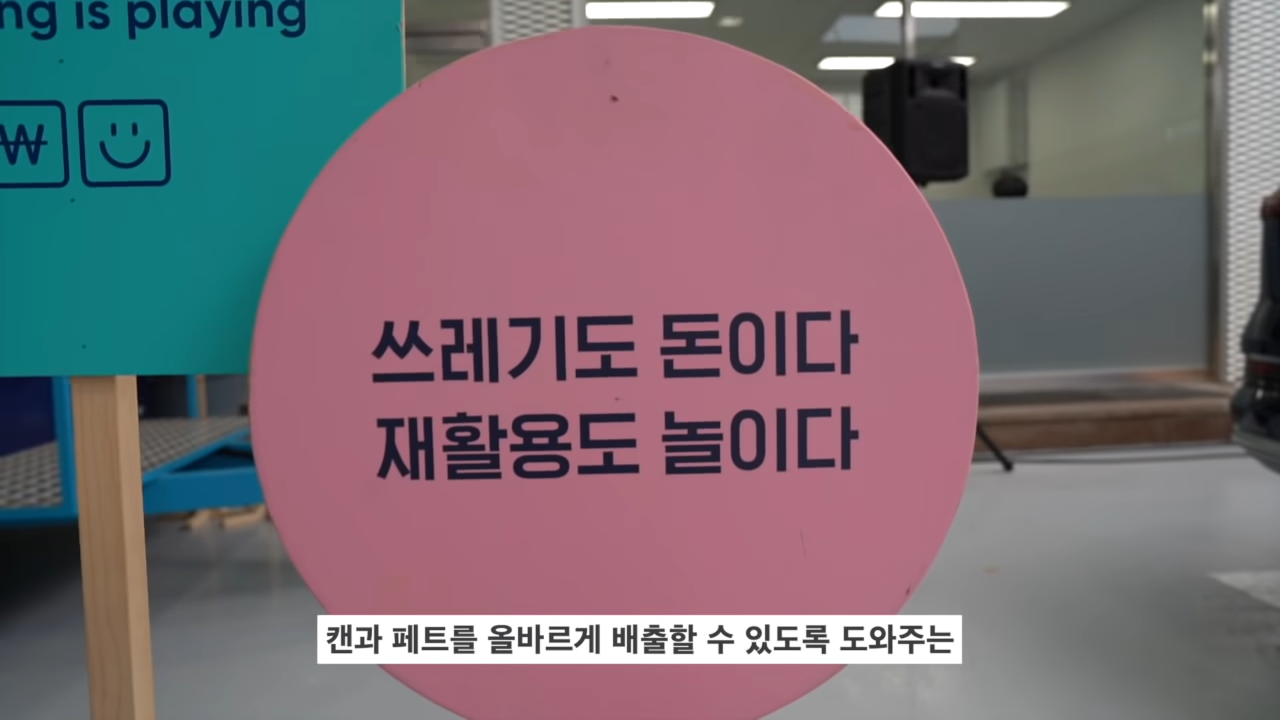 ng is playing
₩
쓰레기도 돈이다
재활용도 놀이다
캔과 페트를 올바르게 배출할 수 있도록 도와주는